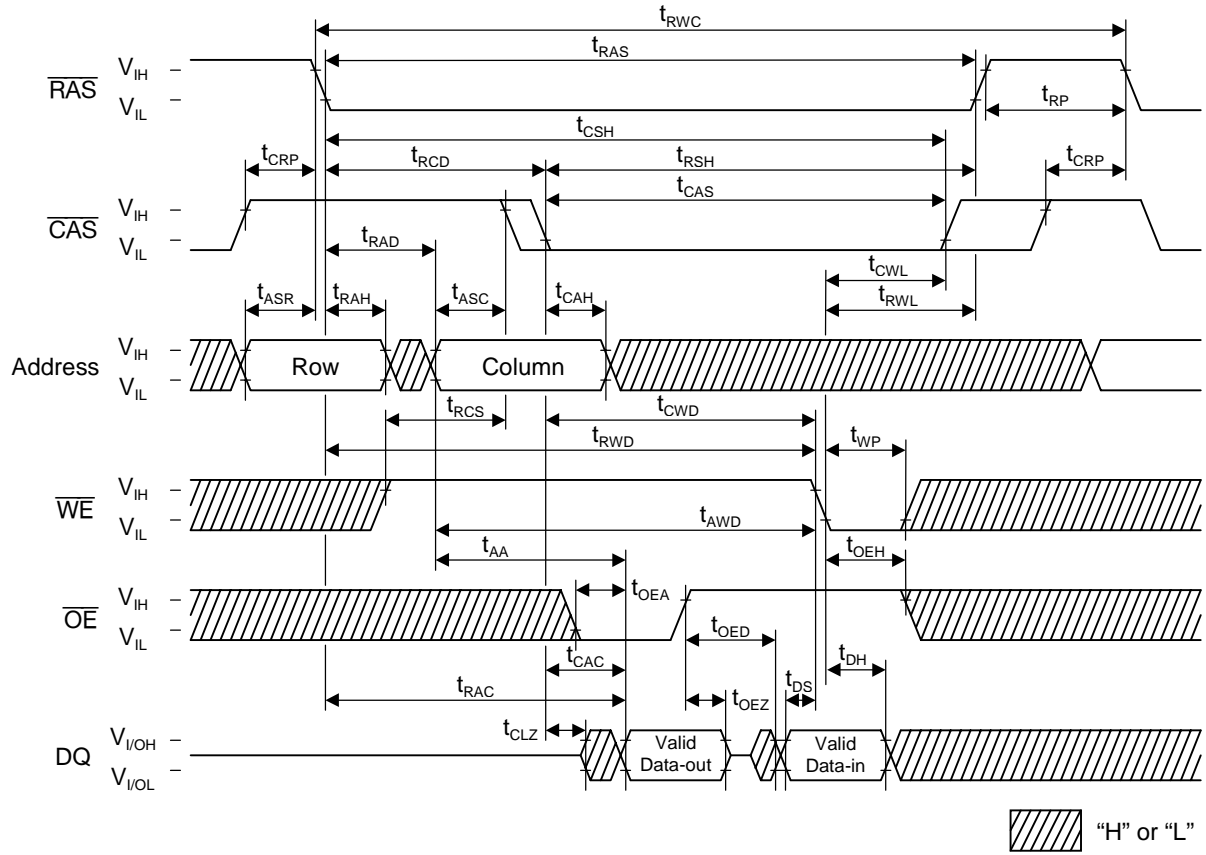 tRWC
tRAS
RAS
VIH
VIL
tRP
tCSH
tCRP
tRCD
tRSH
tCRP
tCAS
CAS
VIH
VIL
tRAD
tCWL
tRWL
tASR
tRAH
tASC
tCAH
Address
VIH
VIL
Row
Column
tRCS
tCWD
tRWD
tWP
WE
VIH
VIL
tAWD
tAA
tOEH
OE
VIH
VIL
tOEA
tOED
tCAC
tDH
tRAC
tOEZ
tDS
tCLZ
DQ
VI/OH
VI/OL
Valid
Data-out
Valid
Data-in
“H” or “L”